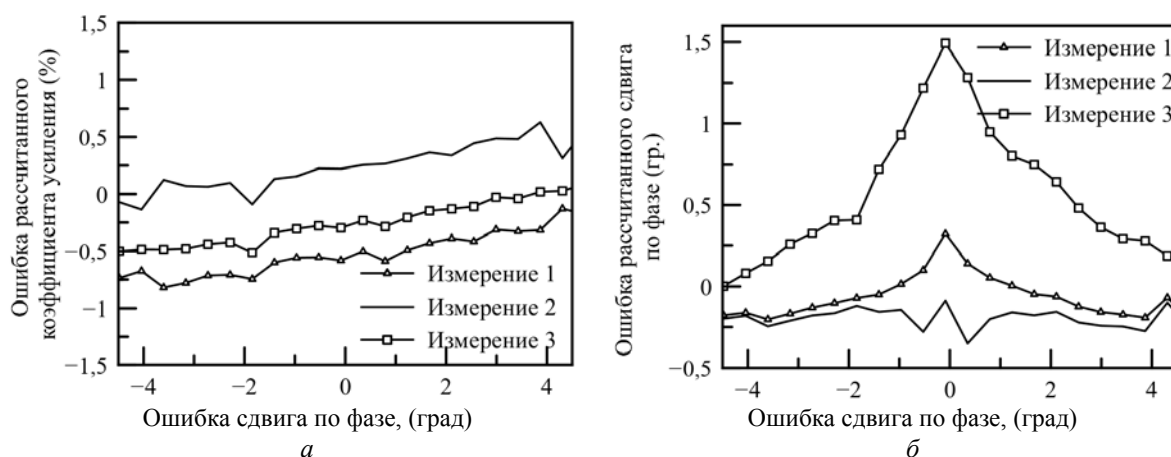 Ошибка рассчитанного
коэффициента усиления (%)
1,5
1
0,5
0
−0,5
−1
−1,5
−4
−2
0
2
4
Измерение 1
Измерение 2
Измерение 3
Ошибка сдвига по фазе, (град)
а
Ошибка рассчитанного сдвига
по фазе (гр.)
1,5
1
0,5
0
−0,5
−4
−2
0
2
4
Измерение 1
Измерение 2
Измерение 3
Ошибка сдвига по фазе, (град)
б